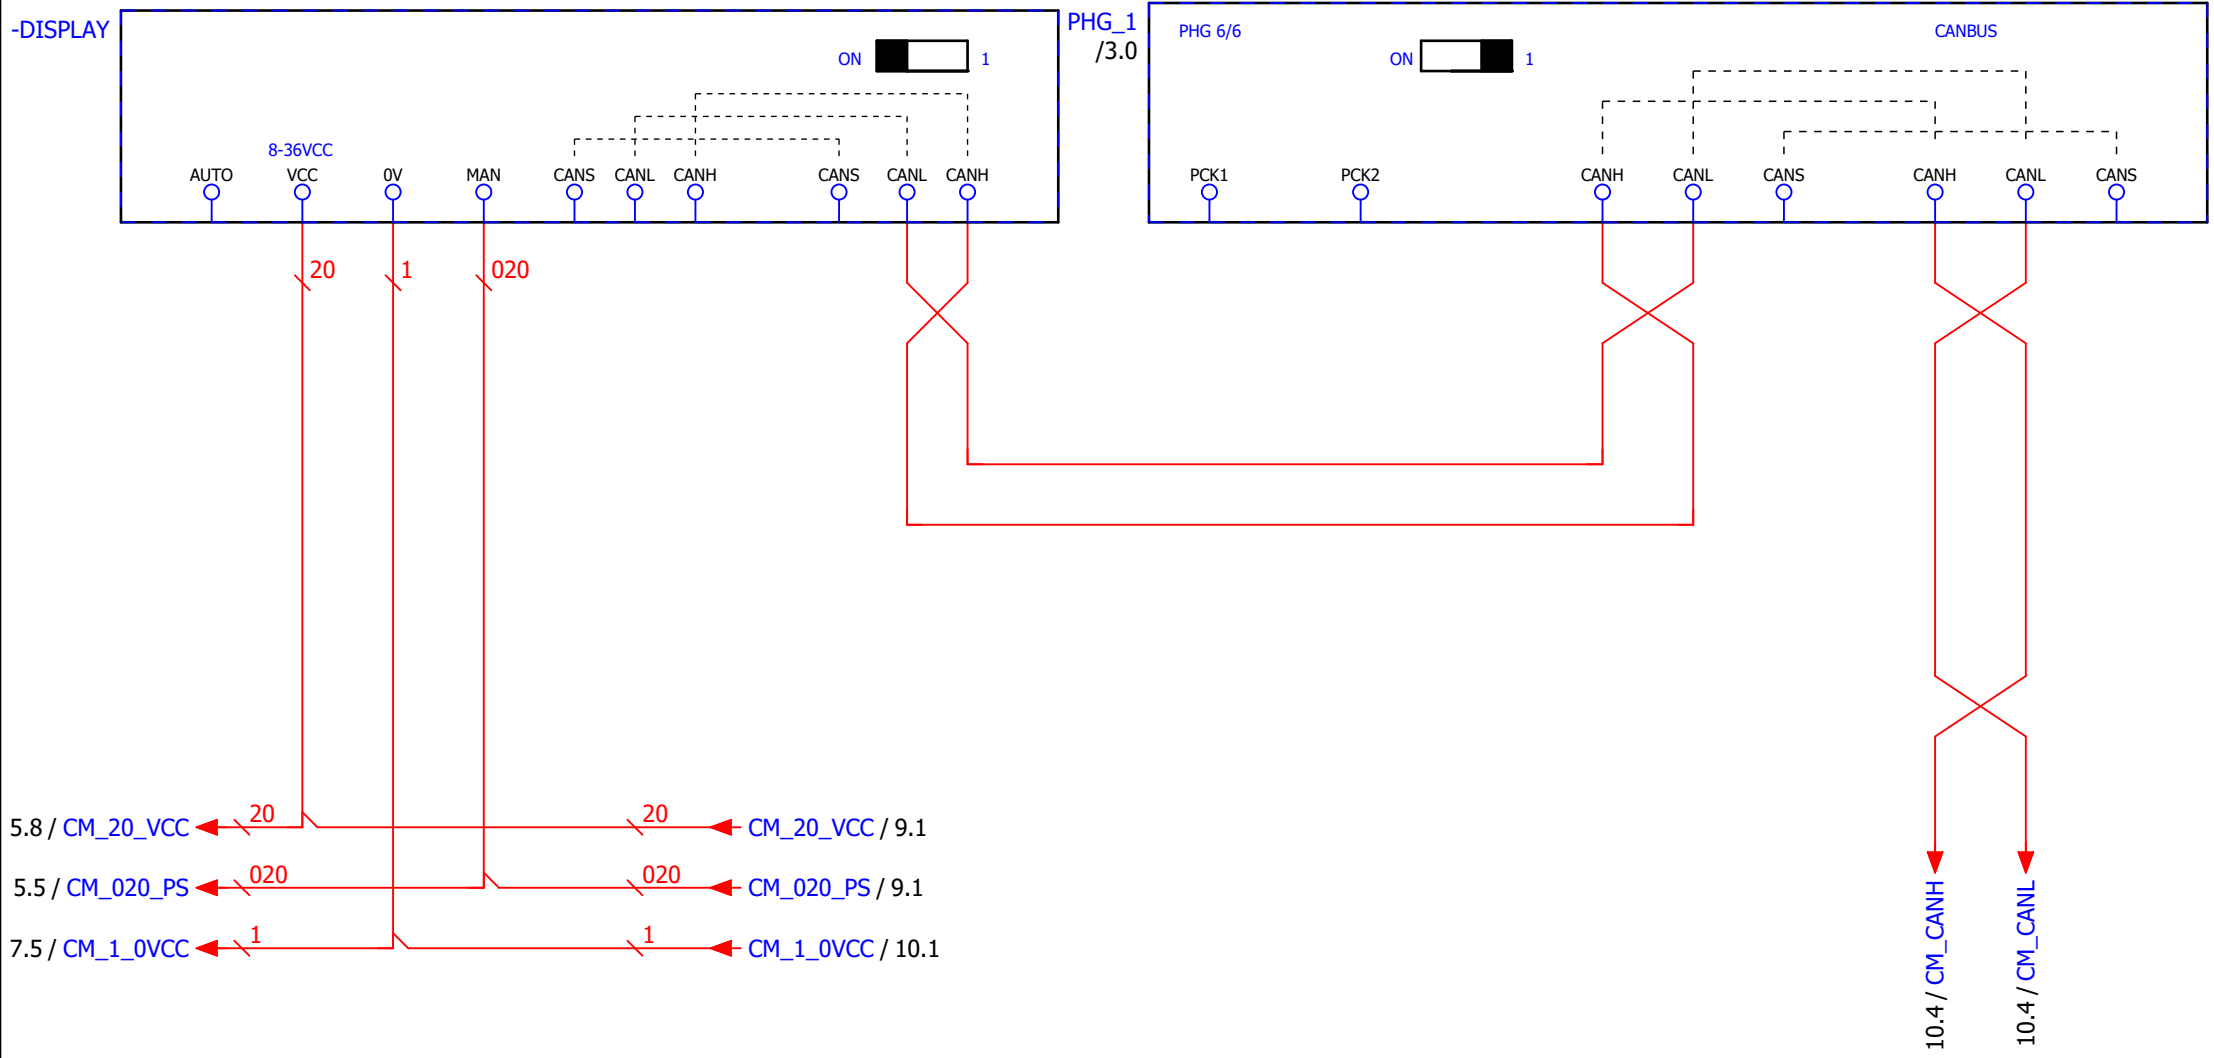 -DISPLAY
PHG_1
/3.0
PHG 6/6
CANBUS
ON
1
ON
1
8-36VCC
AUTO
VCC
0V
MAN
CANS
CANL
CANH
CANS
CANL
CANH
PCK1
PCK2
CANH
CANL
CANS
CANH
CANL
CANS
20
1
020
5.8 / CM_20_VCC
20
20
CM_20_VCC / 9.1
5.5 / CM_020_PS
020
020
CM_020_PS / 9.1
7.5 / CM_1_0VCC
1
1
CM_1_0VCC / 10.1
10.4 / CM_CANH
10.4 / CM_CANL